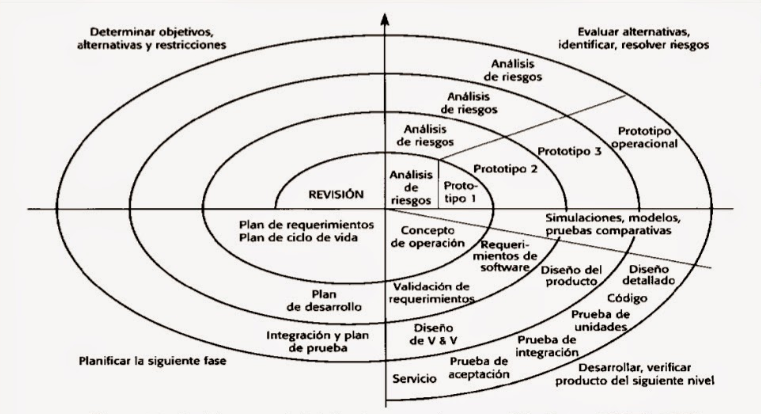 Determinar objetivos,
alternativas y restricciones
Evaluar alternativas,
identificar, resolver riesgos
Análisis
de riesgos
Análisis
de riesgos
Análisis
de riesgos
Prototipo
operacional
Prototipo 3
Prototipo 2
REVISIÓN
Análisis
de
riesgos
Proto-
tipo 1
Plan de requerimientos
Plan de ciclo de vida
Concepto
de operación
Simulaciones, modelos,
pruebas comparativas
Requeri-
mientos de
software
Diseño del
producto
Diseño
detallado
Plan
de desarrollo
Validación de
requerimientos
Código
Prueba de
unidades
Integración y plan
de prueba
Diseño
de V & V
Prueba de
integración
Planificar la siguiente fase
Servicio
Prueba de
aceptación
Desarrollar, verificar
producto del siguiente nivel